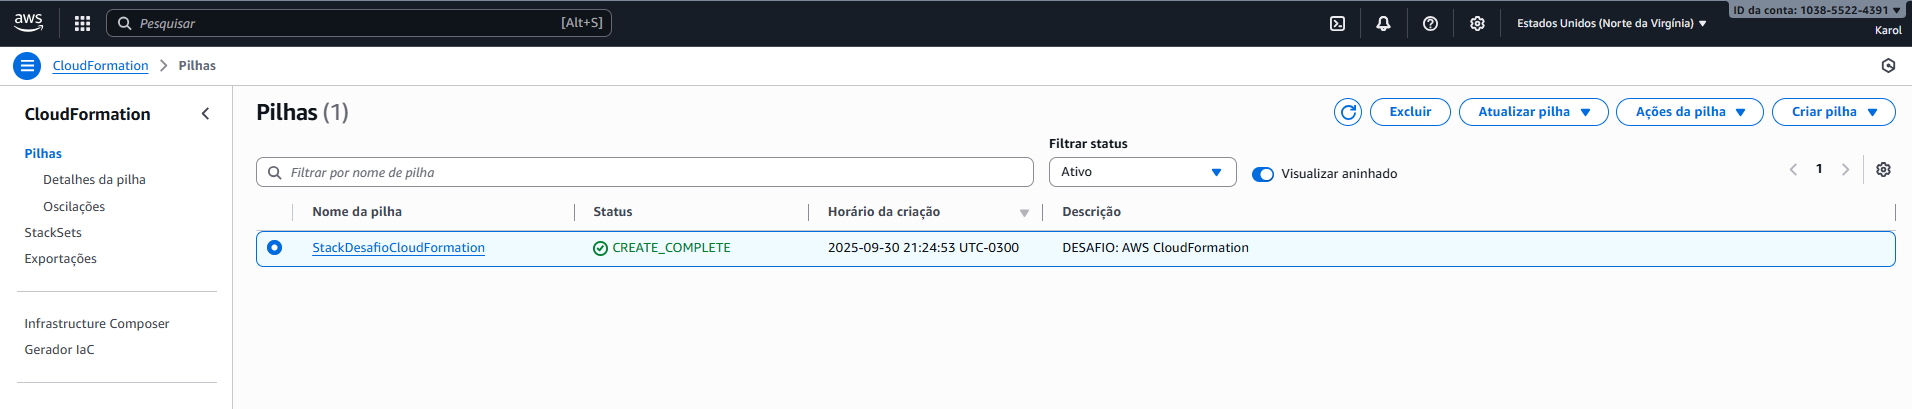 aws
Pesquisar [Alt+S]
Estados Unidos (Norte da Virgínia)
ID da conta: 1038-5522-4391
Karol
CloudFormation > Pilhas
CloudFormation
Pilhas
Detalhes da pilha
Oscilações
StackSets
Exportações
Infrastructure Composer
Gerador IaC
Pilhas (1)
Excluir Atualizar pilha Ações da pilha Criar pilha
Filtrar status
Filtrar por nome de pilha Ativo Visualizar aninhado 1
Nome da pilha Status Horário da criação Descrição
StackDesafioCloudFormation CREATE_COMPLETE 2025-09-30 21:24:53 UTC-0300 DESAFIO: AWS CloudFormation